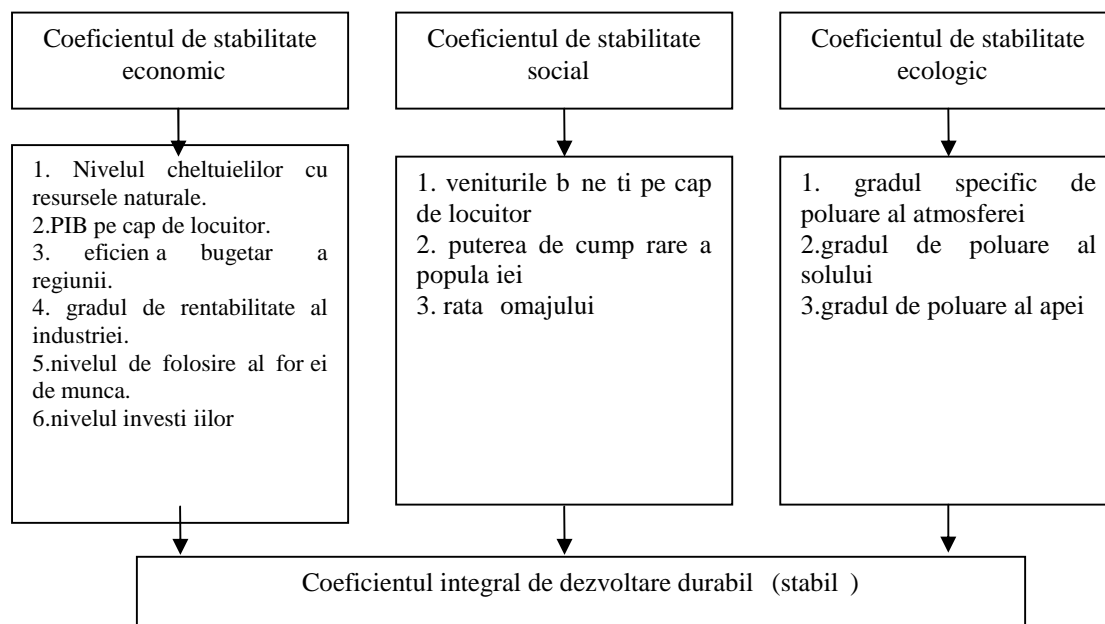 Coeficientul de stabilitate
economic
Coeficientul de stabilitate
social
Coeficientul de stabilitate
ecologic
1. Nivelul cheltuielilor cu
resursele naturale.
2.PIB pe cap de locuitor.
3. eficien a bugetar a
regiunii.
4. gradul de rentabilitate al
industriei.
5.nivelul de folosire al for ei
de munca.
6.nivelul investi iilor
1. veniturile b ne ti pe cap
de locuitor
2. puterea de cump rare a
popula iei
3. rata omajului
1. gradul specific de
poluare al atmosferei
2.gradul de poluare al
solului
3.gradul de poluare al apei
Coeficientul integral de dezvoltare durabil (stabil )